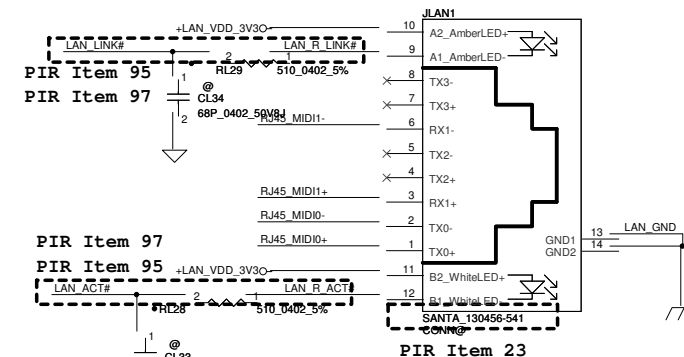 JLAN1
+LAN_VDD_3V3
10
A2_AmberLED+
LAN_LINK#
LAN_R_LINK#
9
A1_AmberLED-
2
1
RL29
510_0402_5%
PIR Item 95
8
TX3-
1
@
CL34
PIR Item 97
7
TX3+
2
68P_0402_50V8J
RJ45_MIDI1-
6
RX1-
5
TX2-
4
TX2+
RJ45_MIDI1+
3
RX1+
RJ45_MIDI0-
2
TX0-
13
LAN_GND
GND1
PIR Item 97
RJ45_MIDI0+
1
TX0+
14
GND2
PIR Item 95
+LAN_VDD_3V3
11
B2_WhiteLED+
LAN_ACT#
LAN_R_ACT#
12
B1_WhiteLED-
2
1
RL28
510_0402_5%
SANTA_130456-541
CONN@
1
@
CL33
PIR Item 23